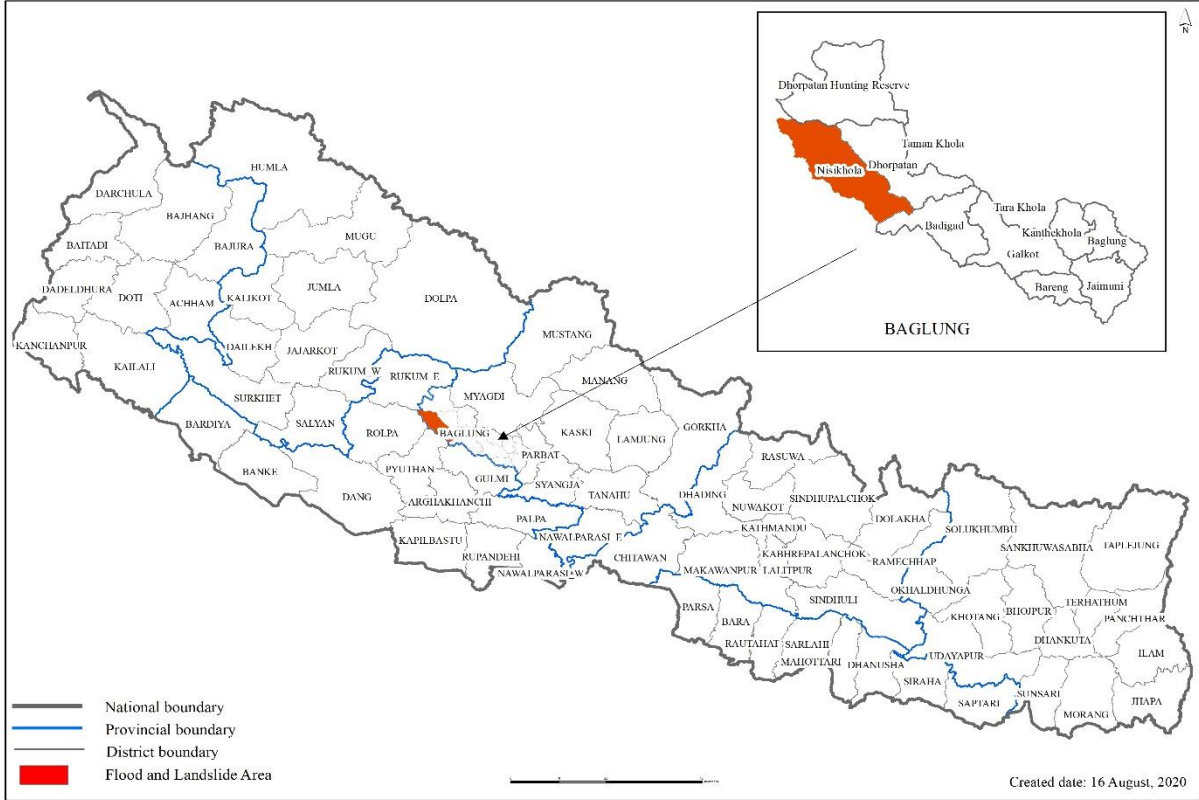 N
Dhorpatan Hunting Reserve
Taman Khola
Dhorpatan
Nisikhola
Tara Khola
Badigad
Kanthekhola
Baglung
Galkot
Bareng
Jaimuni
BAGLUNG
HUMLA
DARCHULA
BAJHANG
MUGU
BAITADI
BAJURA
DADELDHURA
DOTI
ACHHAM
KALIKOT
JUMLA
DOLPA
MUSTANG
KANCHANPUR
KAILALI
DAILEKH
JAJARKOT
RUKUM_W
RUKUM_E
MANANG
SURKHET
MYAGDI
BARDIYA
SALYAN
ROLPA
BAGLUNG
KASKI
LAMJUNG
GORKHA
BANKE
PYUTHAN
PARBAT
RASUWA
DANG
GULMI
SYANGJA
ARGHAKHANCHI
TANAHU
DHADING
NUWAKOT
SINDHUPALCHOK
PALPA
DOLAKHA
SOLUKHUMBU
KAPILBASTU
NAWALPARASI_E
KATHMANDU
SANKHUWASABHA
TAPLEJUNG
RUPANDEHI
CHITAWAN
KABHREPALANCHOK
RAMECHHAP
NAWALPARASI_W
MAKAWANPUR
LALITPUR
OKHALDHUNGA
SINDHULI
PARSA
BARA
KHOTANG
BHOJPUR
TERHATHUM
PANCHTHAR
RAUTAHAT
SARLAHI
DHANKUTA
MAHOTTARI
DHANUSHA
UDAYAPUR
ILAM
SIRAHA
SAPTARI
SUNSARI
MORANG
JHAPA
National boundary
Provincial boundary
District boundary
Flood and Landslide Area
Created date: 16 August, 2020